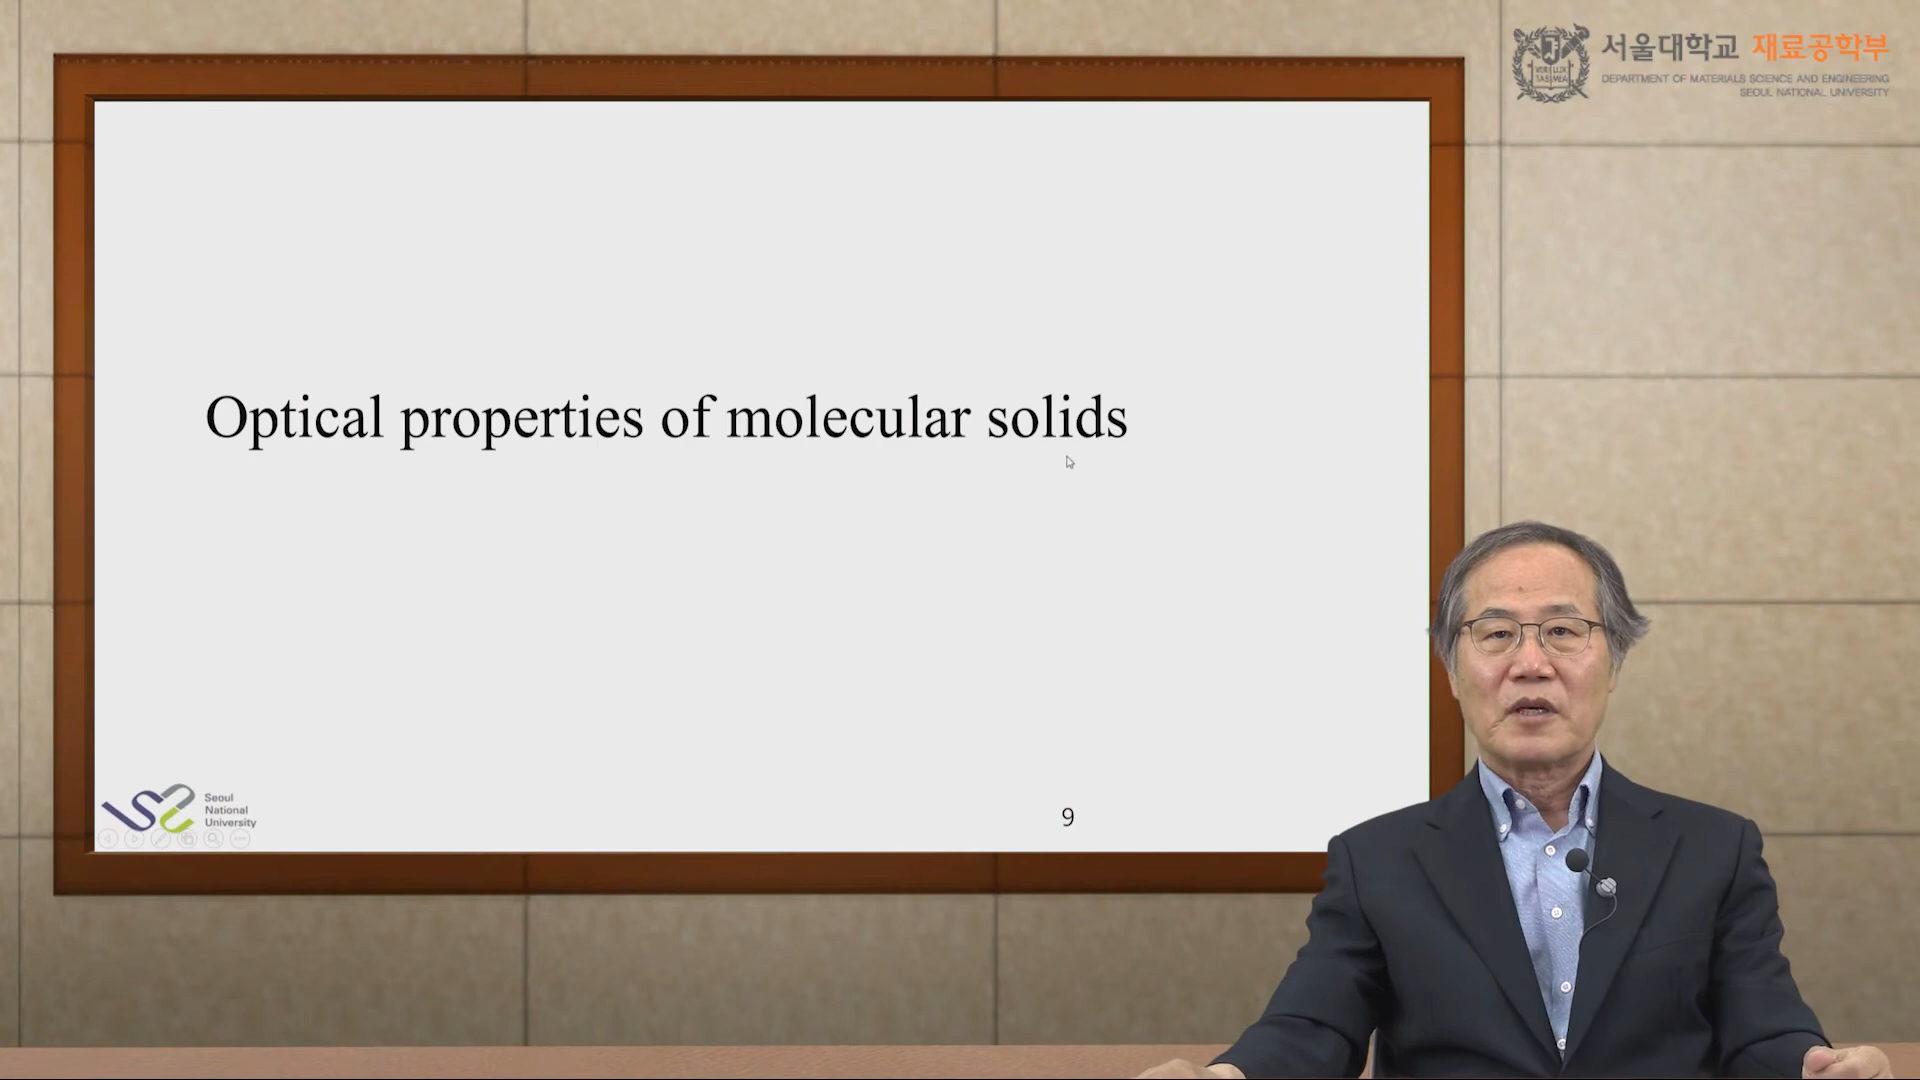 서울대학교 재료공학부
DEPARTMENT OF MATERIALS SCIENCE AND ENGINEERING
SEOUL NATIONAL UNIVERSITY
Optical properties of molecular solids
Seoul
National
University
9